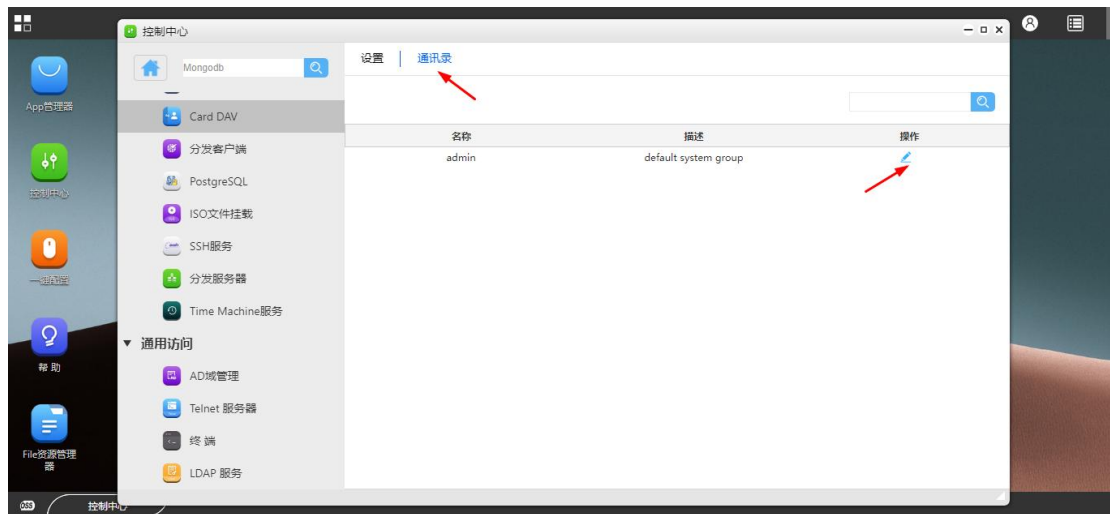 控制中心
Mongodb
设置
通讯录
App管理器
控制中心
一键配置
帮 助
File资源管理
器
Card DAV
分发客户端
PostgreSQL
ISO文件挂载
SSH服务
分发服务器
Time Machine服务
通用访问
AD域管理
Telnet 服务器
终 端
LDAP 服务
名称 描述 操作
admin default system group
OSS
控制中心